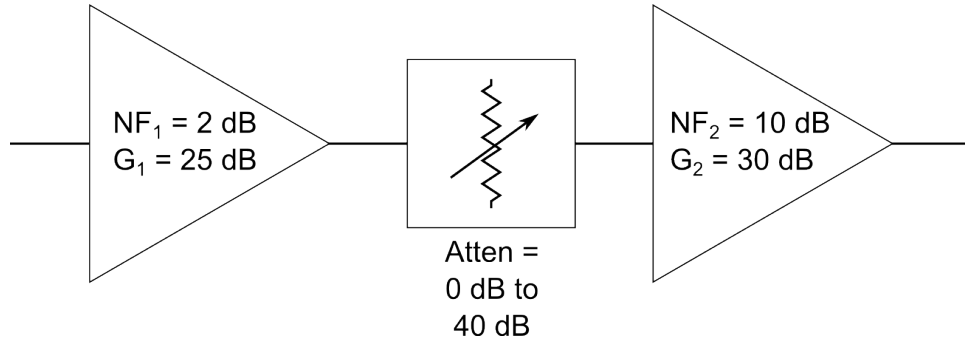 NF₁ = 2 dB
G₁ = 25 dB
Atten =
0 dB to
40 dB
NF₂ = 10 dB
G₂ = 30 dB